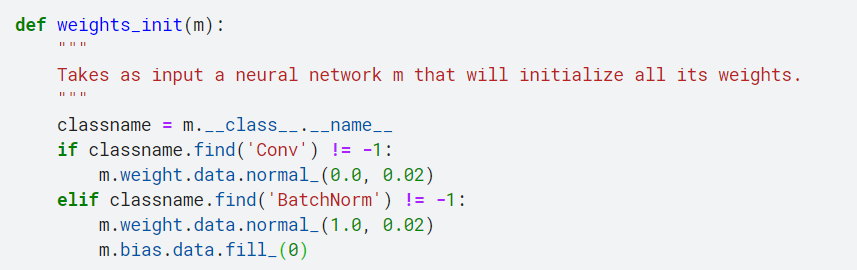 def weights_init(m):
    """
    Takes as input a neural network m that will initialize all its weights.
    """
    classname = m.__class__.__name__
    if classname.find('Conv') != -1:
        m.weight.data.normal_(0.0, 0.02)
    elif classname.find('BatchNorm') != -1:
        m.weight.data.normal_(1.0, 0.02)
        m.bias.data.fill_(0)